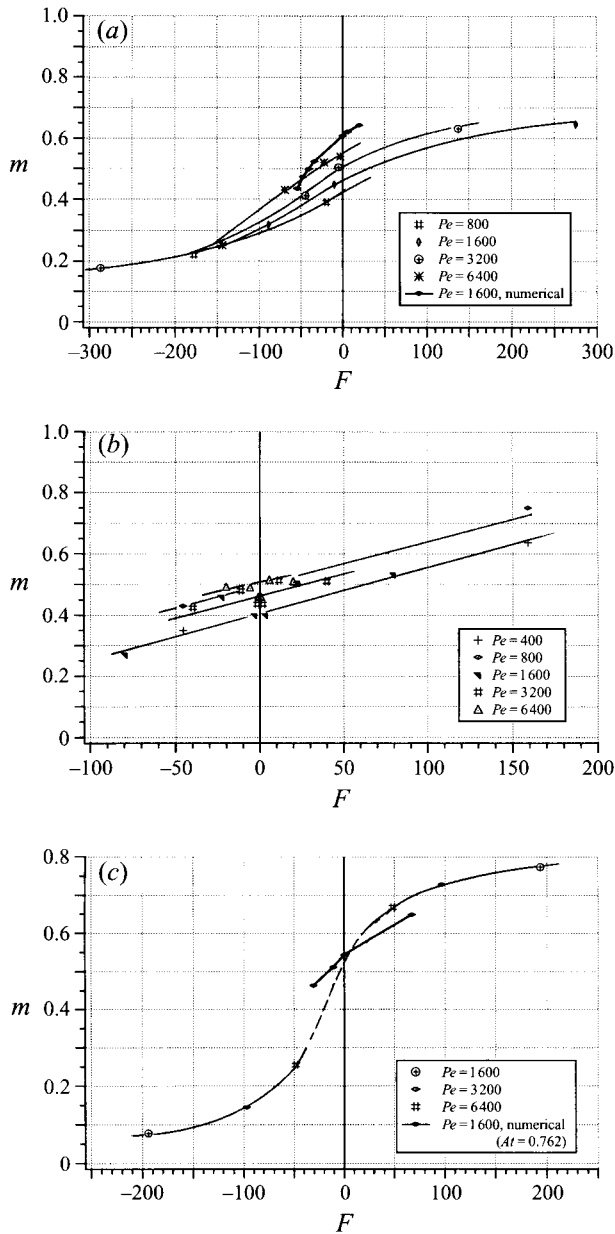 (a)
1.0
0.8
0.6
m
0.4
0.2
0
Pe = 800
Pe = 1600
Pe = 3200
Pe = 6400
Pe = 1600, numerical
−300 −200 −100 0 100 200 300
F
(b)
1.0
0.8
0.6
m
0.4
0.2
0
Pe = 400
Pe = 800
Pe = 1600
Pe = 3200
Pe = 6400
−100 −50 0 50 100 150 200
F
(c)
0.8
0.6
m
0.4
0.2
0
Pe = 1600
Pe = 3200
Pe = 6400
Pe = 1600, numerical
(At = 0.762)
−200 −100 0 100 200
F